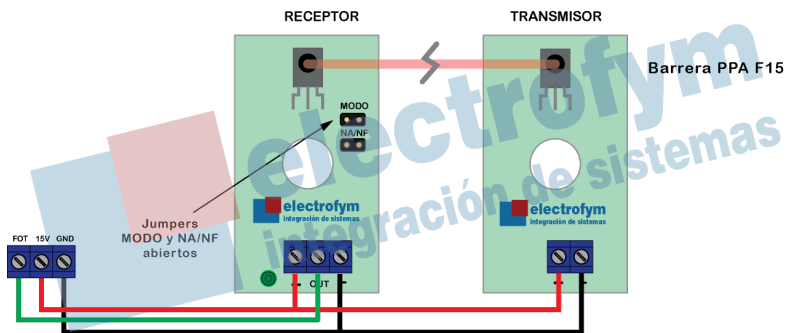 RECEPTOR
TRANSMISOR
Barrera PPA F15
MODO
NA/NF
Jumpers
MODO y NA/NF
abiertos
electrofym
integración de sistemas
electrofym
integración de sistemas
electrofym
integración de sistemas
FOT 15V GND
+ OUT -
+ -